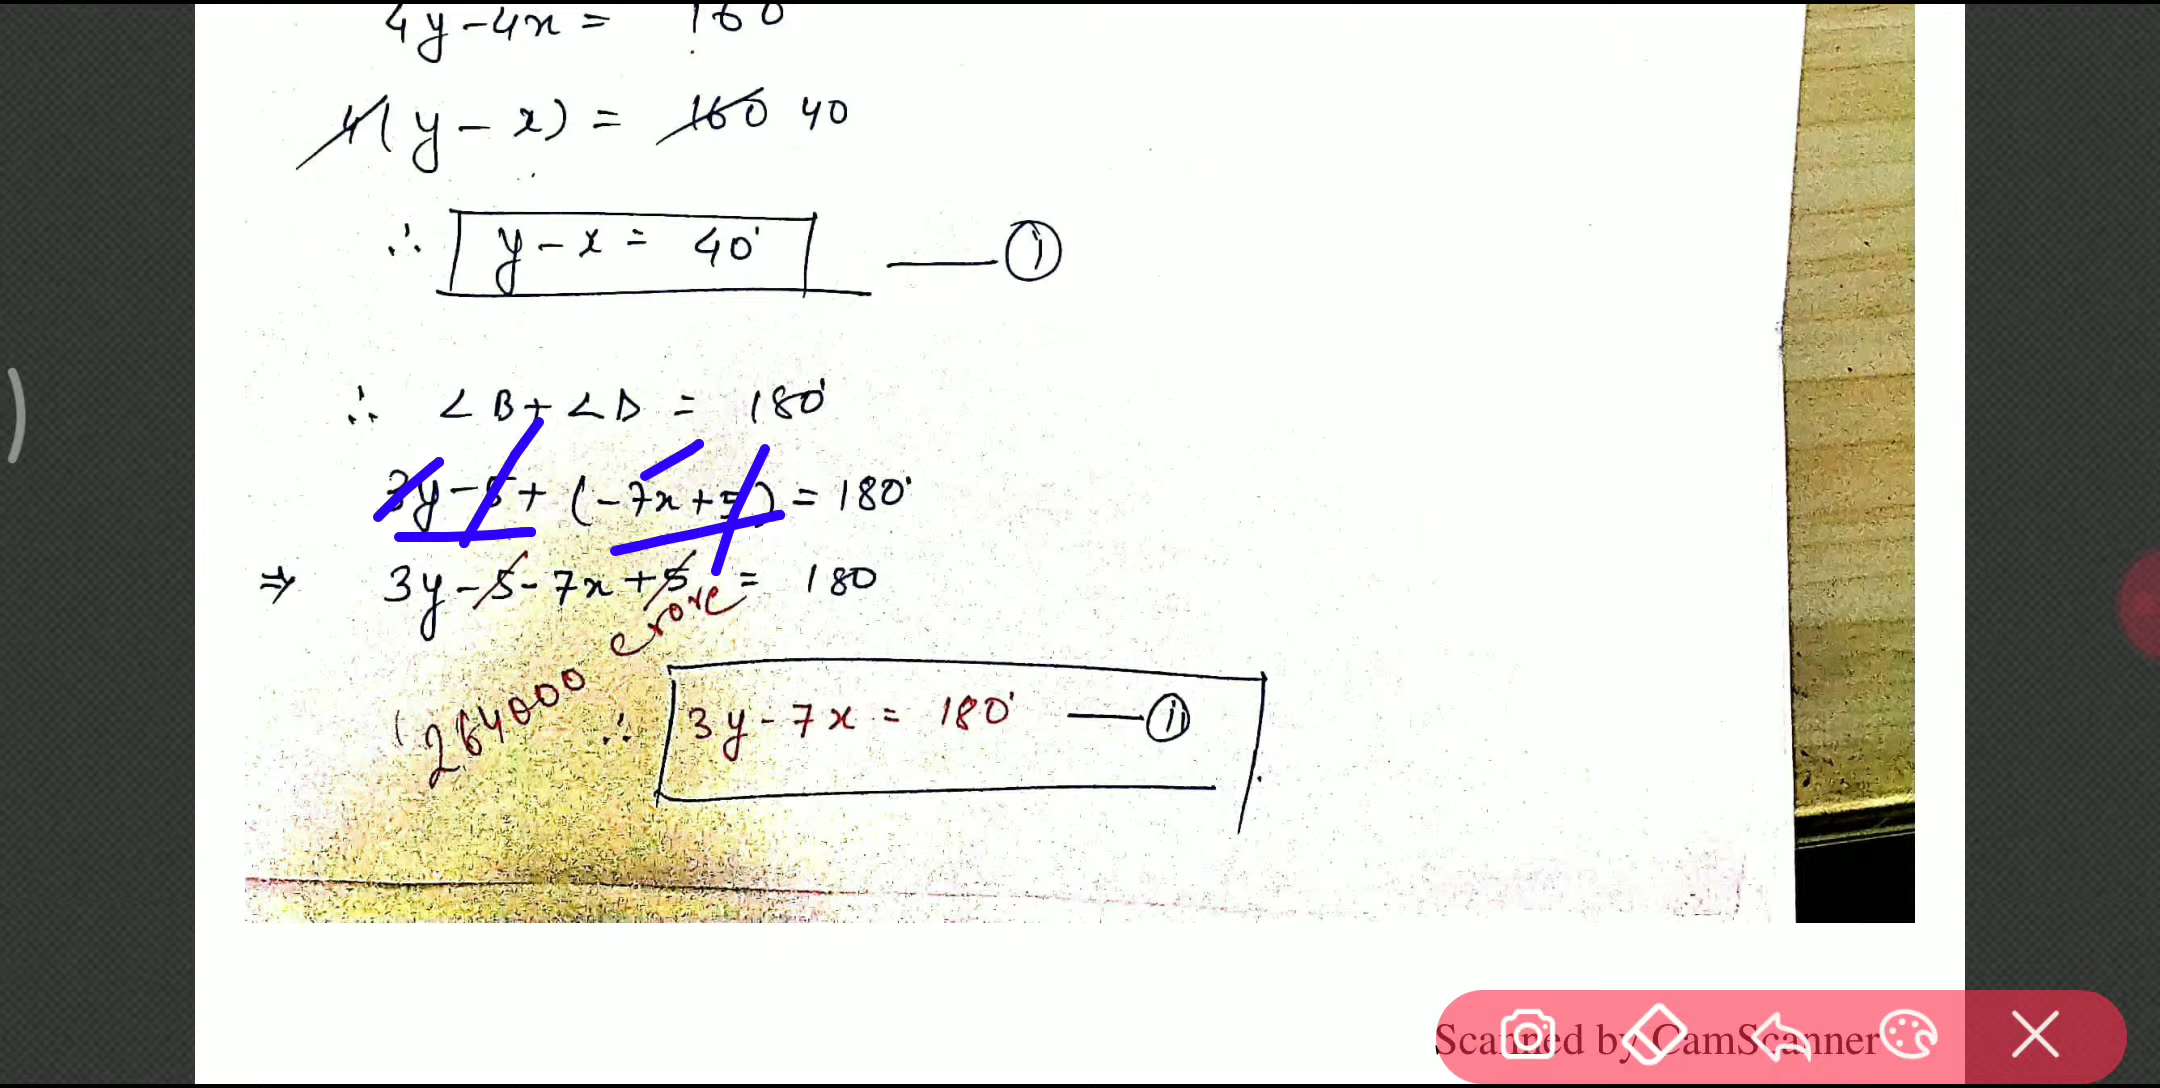 4y-4x = 160
4(y-x) = 160 40
∴ y-x = 40° — (i)
∴ ∠B+∠D = 180°
3y-5+(-7x+5) = 180°
⇒ 3y-5-7x+5 = 180
264000 crore
∴ 3y-7x = 180° — (ii)
Scanned by CamScanner